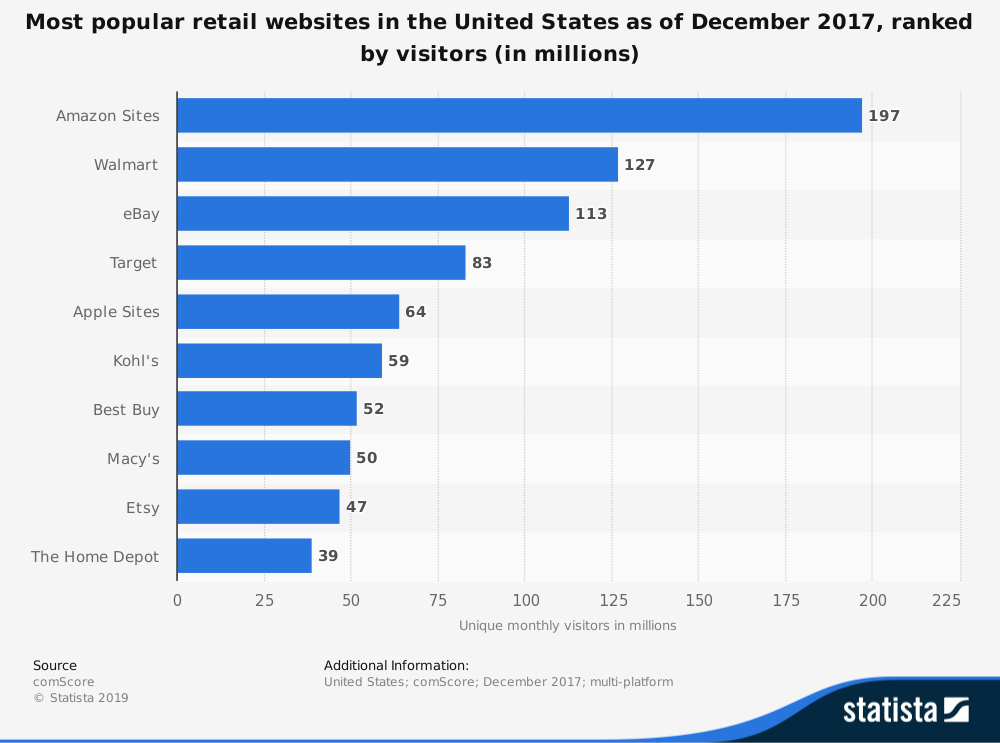 Most popular retail websites in the United States as of December 2017, ranked
by visitors (in millions)
Amazon Sites 197
Walmart 127
eBay 113
Target 83
Apple Sites 64
Kohl's 59
Best Buy 52
Macy's 50
Etsy 47
The Home Depot 39
0 25 50 75 100 125 150 175 200 225
Unique monthly visitors in millions
Source
comScore
© Statista 2019
Additional Information:
United States; comScore; December 2017; multi-platform
statista